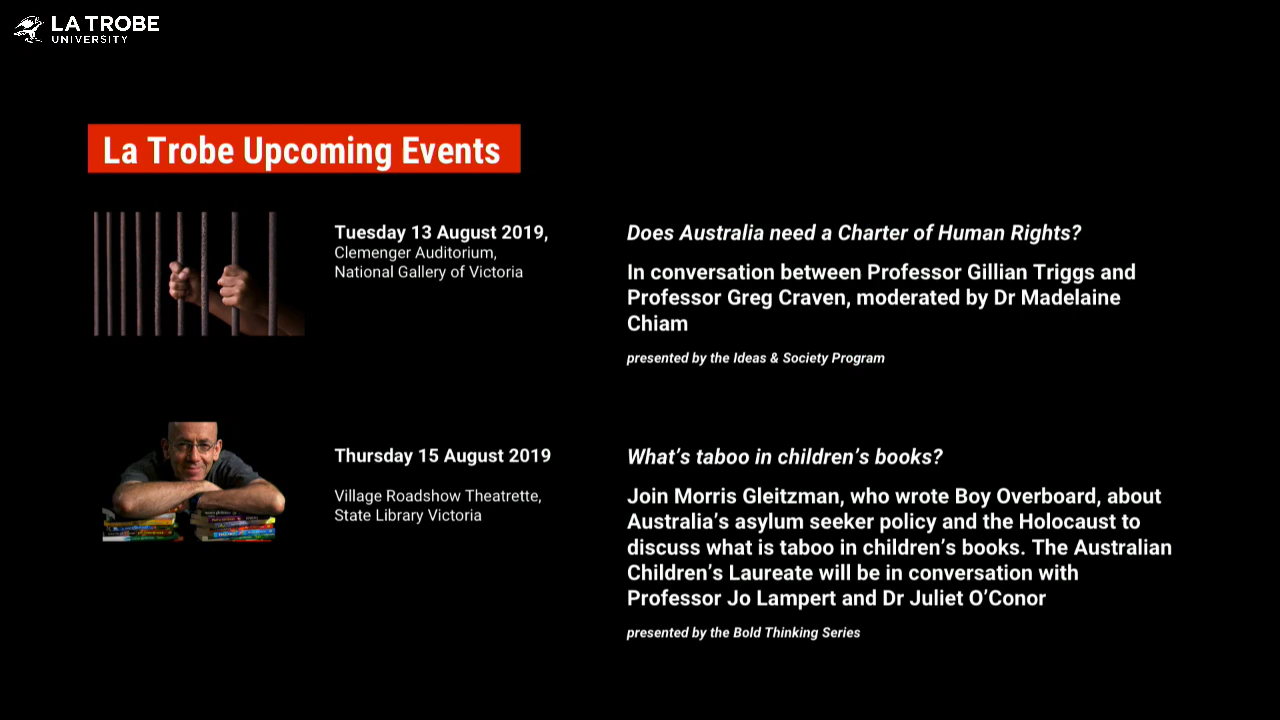 LA TROBE
UNIVERSITY
La Trobe Upcoming Events
Tuesday 13 August 2019,
Clemenger Auditorium,
National Gallery of Victoria
Does Australia need a Charter of Human Rights?
In conversation between Professor Gillian Triggs and
Professor Greg Craven, moderated by Dr Madelaine
Chiam
presented by the Ideas & Society Program
Thursday 15 August 2019
Village Roadshow Theatrette,
State Library Victoria
What’s taboo in children’s books?
Join Morris Gleitzman, who wrote Boy Overboard, about
Australia’s asylum seeker policy and the Holocaust to
discuss what is taboo in children’s books. The Australian
Children’s Laureate will be in conversation with
Professor Jo Lampert and Dr Juliet O’Conor
presented by the Bold Thinking Series